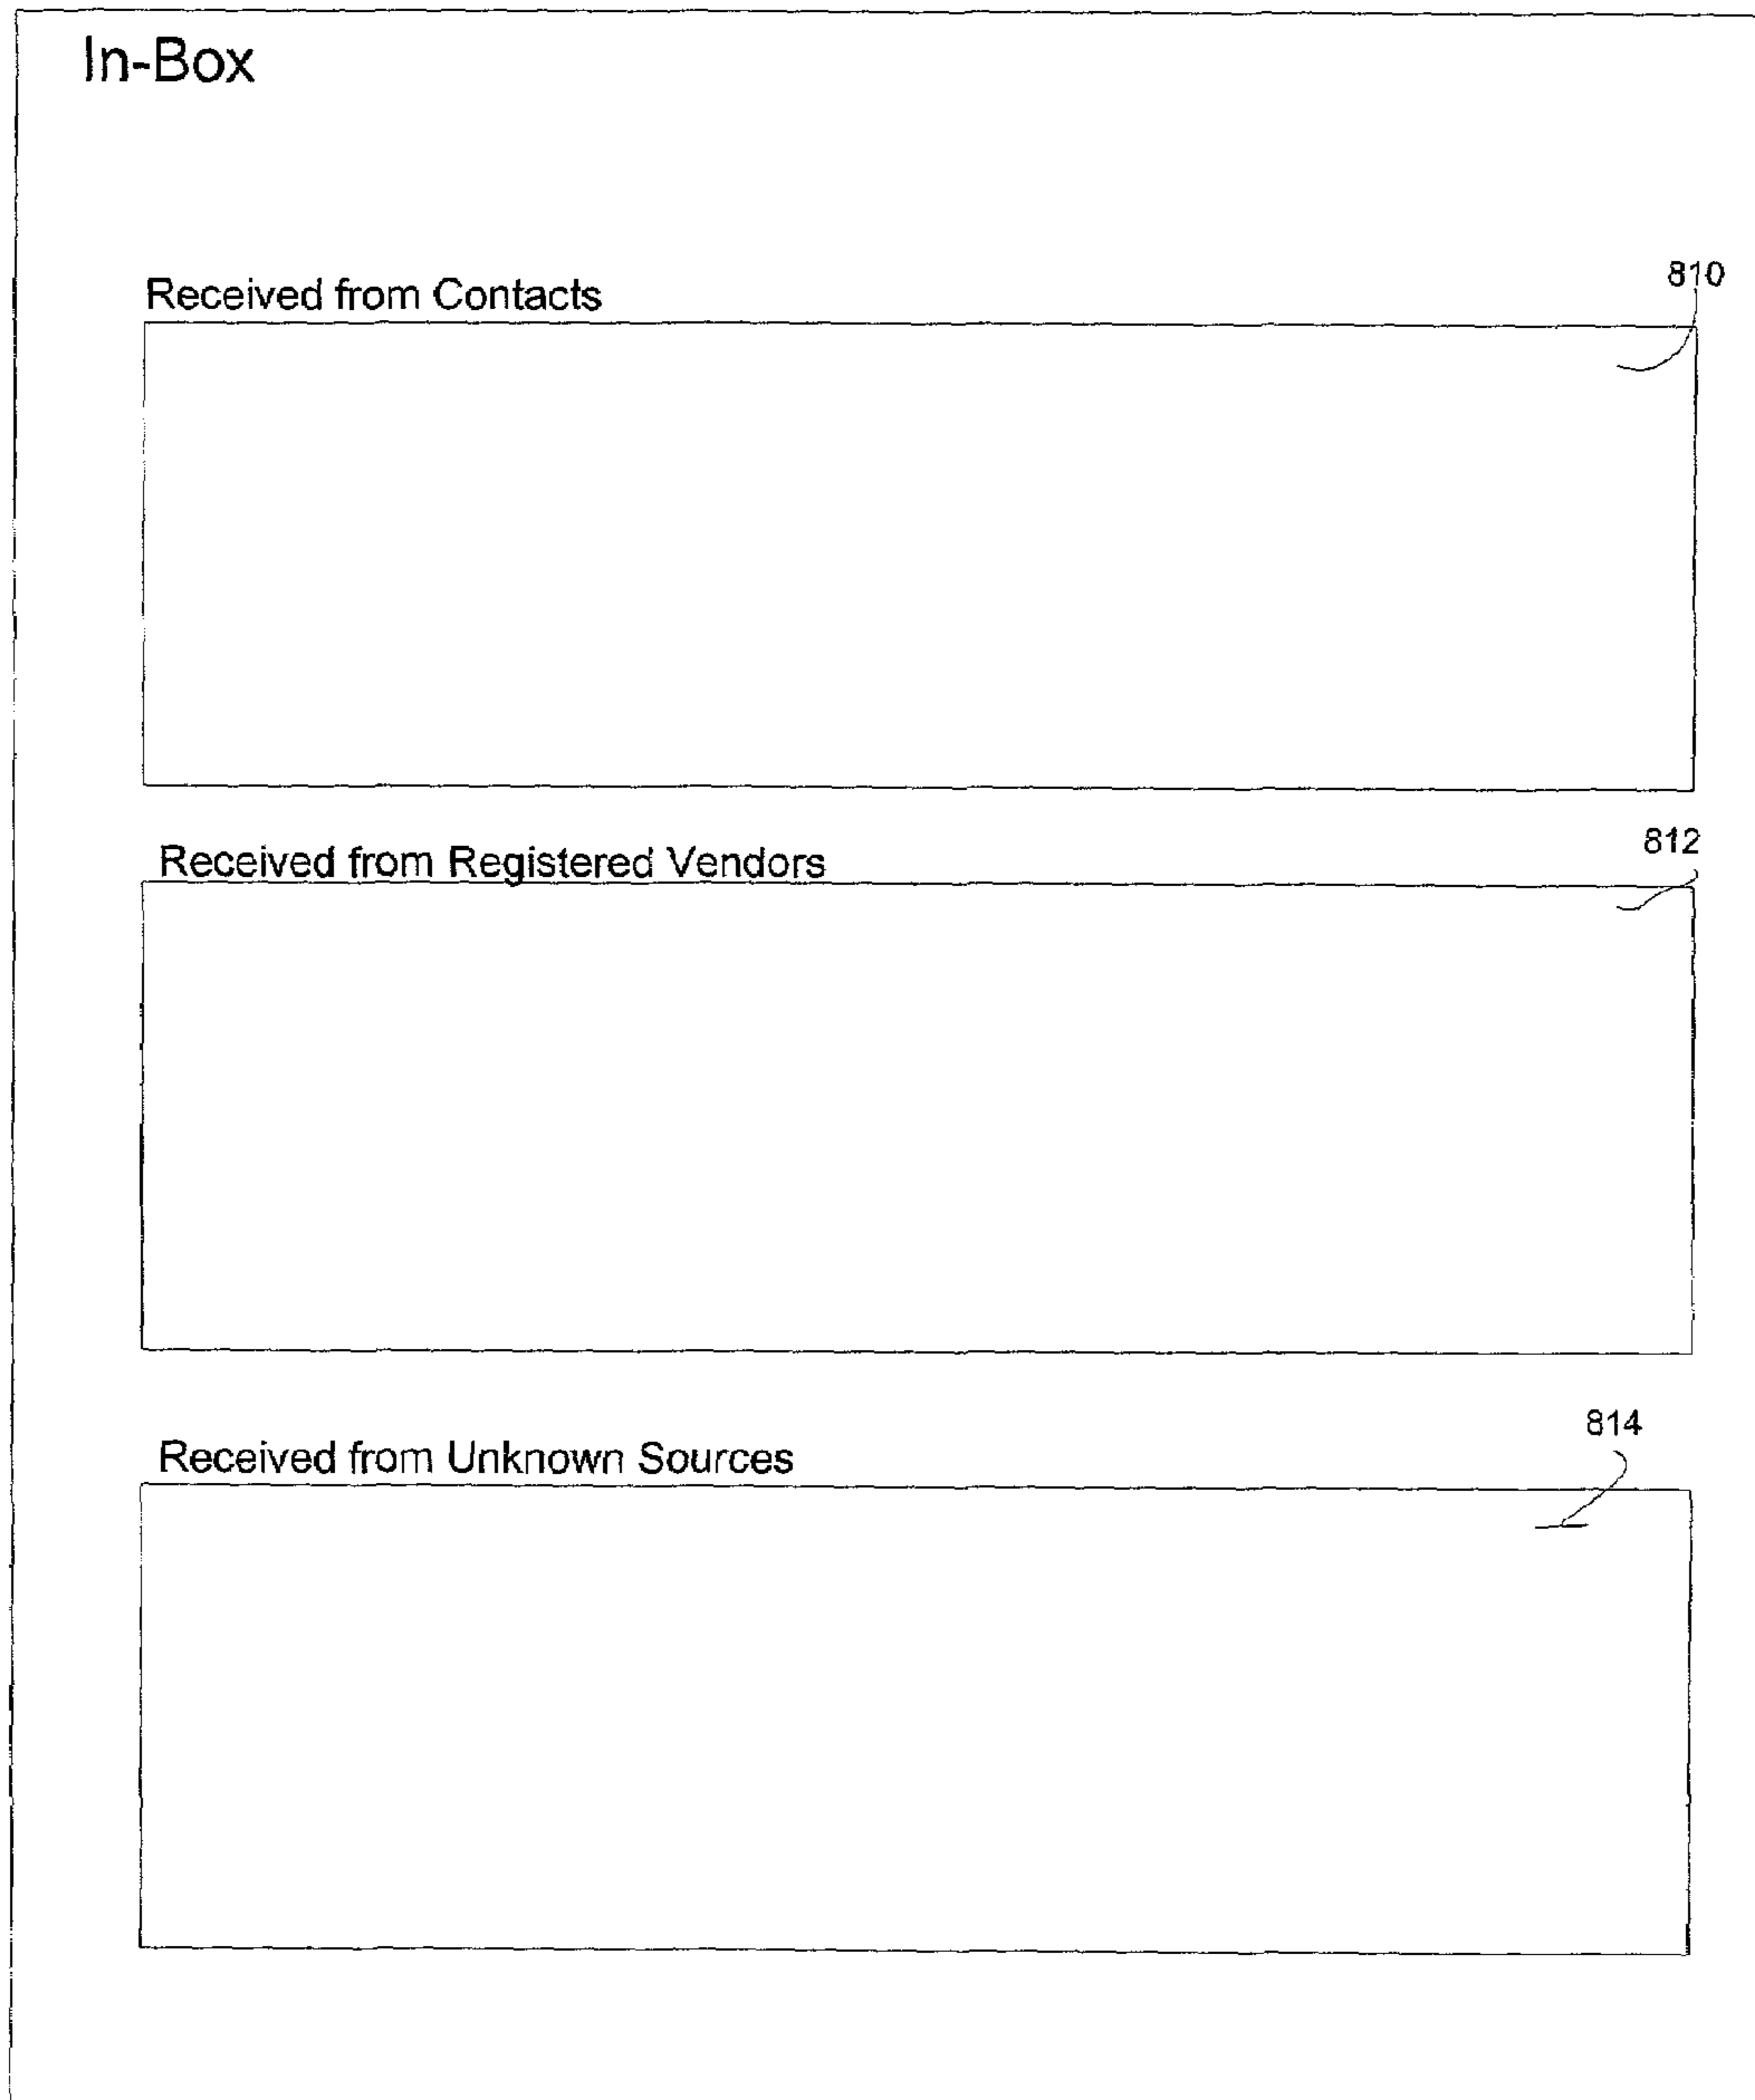 In-Box
Received from Contacts
810
Received from Registered Vendors
812
Received from Unknown Sources
814